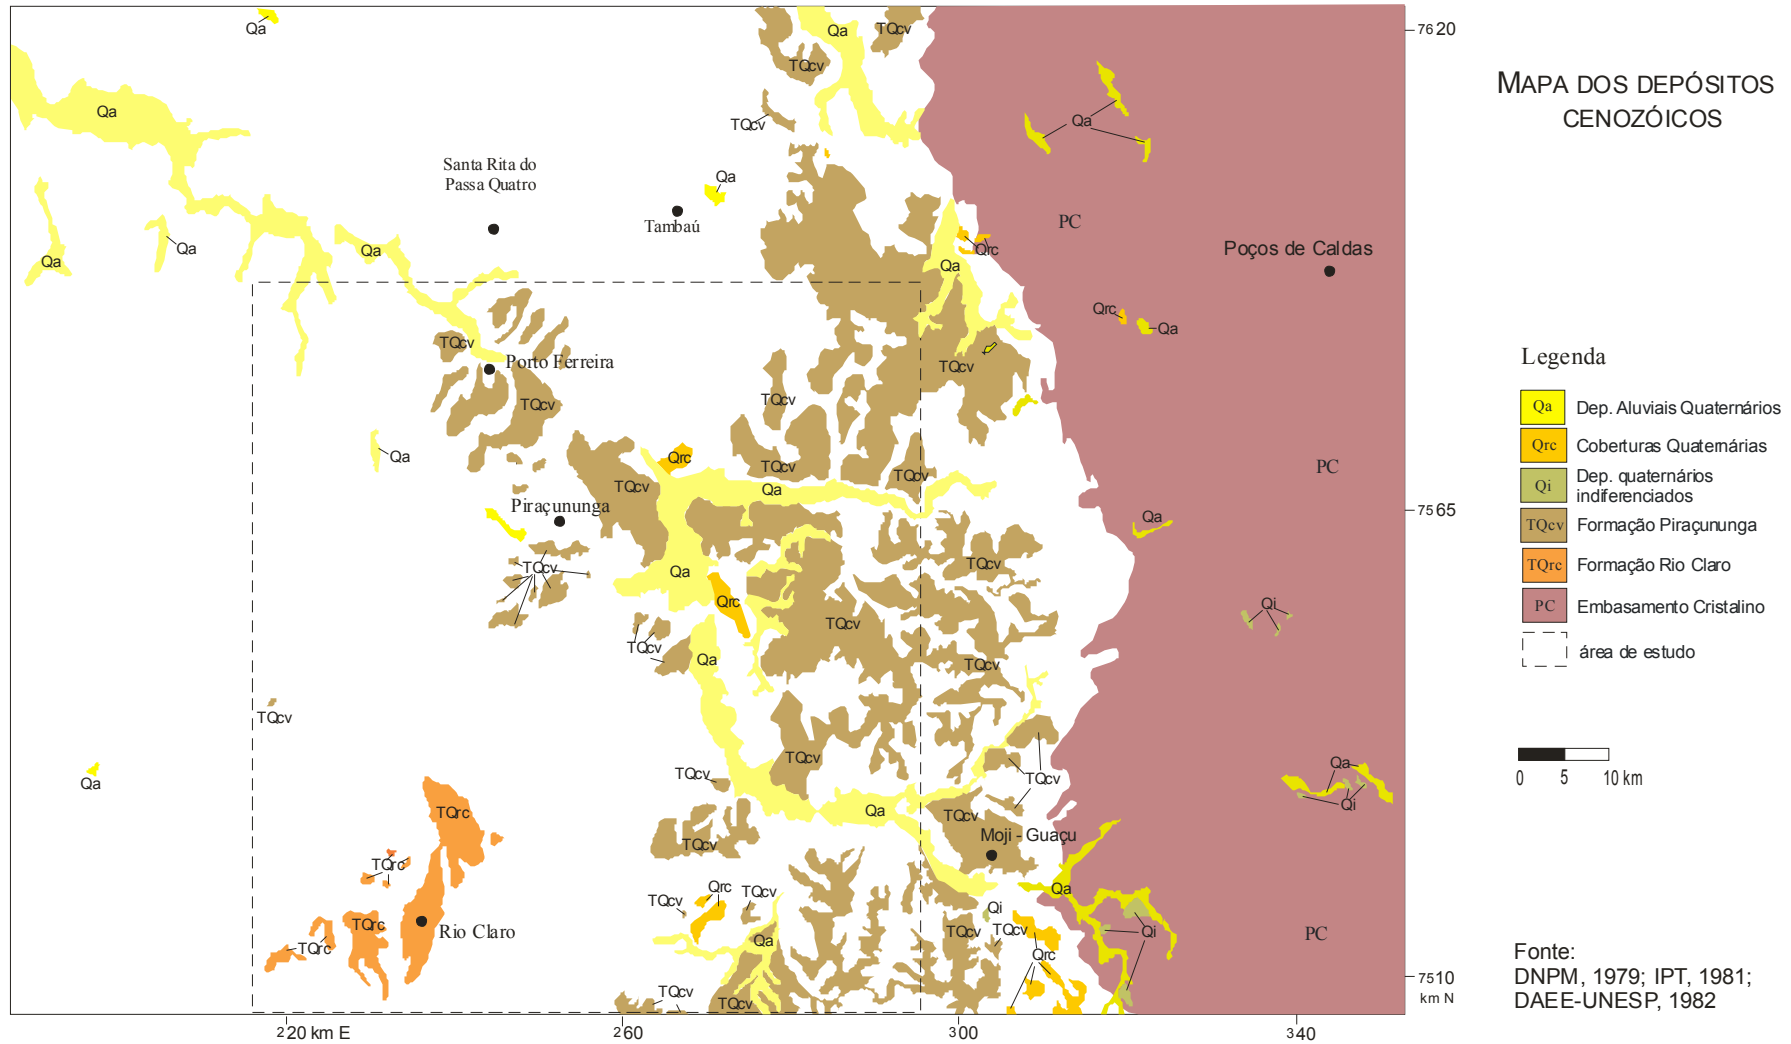 Qa
Qa
TQcv
7620
TQcv
MAPA DOS DEPÓSITOS
CENOZÓICOS
Qa
TQcv
Qa
Santa Rita do
Passa Quatro
Qa
Tambaú
PC
Qa
Qa
Qa
Qrc
Poços de Caldas
Qa
Qa
Qrc
Qa
TQcv
Porto Ferreira
TQcv
Legenda
TQcv
TQcv
Qa Dep. Aluviais Quaternários
Qrc Coberturas Quaternárias
Qi Dep. quaternários
indiferenciados
TQcv Formação Piraçununga
TQrc Formação Rio Claro
PC Embasamento Cristalino
área de estudo
Qa
Qrc
TQcv
TQcv
PC
TQcv
Qa
Piraçununga
7565
Qa
TQcv
TQcv
Qa
Qrc
Qi
TQcv
TQcv
Qa
TQcv
TQcv
TQcv
TQcv
TQcv
Qa
Qa
Qi
0 5 10 km
TQrc
Qa
TQcv
TQcv
Moji - Guaçu
TQrc
Qrc
TQcv
TQcv
Qa
Qi
TQrc
Rio Claro
TQrc
Qa
TQcv
TQcv
Qi
PC
Qrc
Fonte:
DNPM, 1979; IPT, 1981;
DAEE-UNESP, 1982
TQcv
TQcv
7510
km N
220 km E
260
300
340